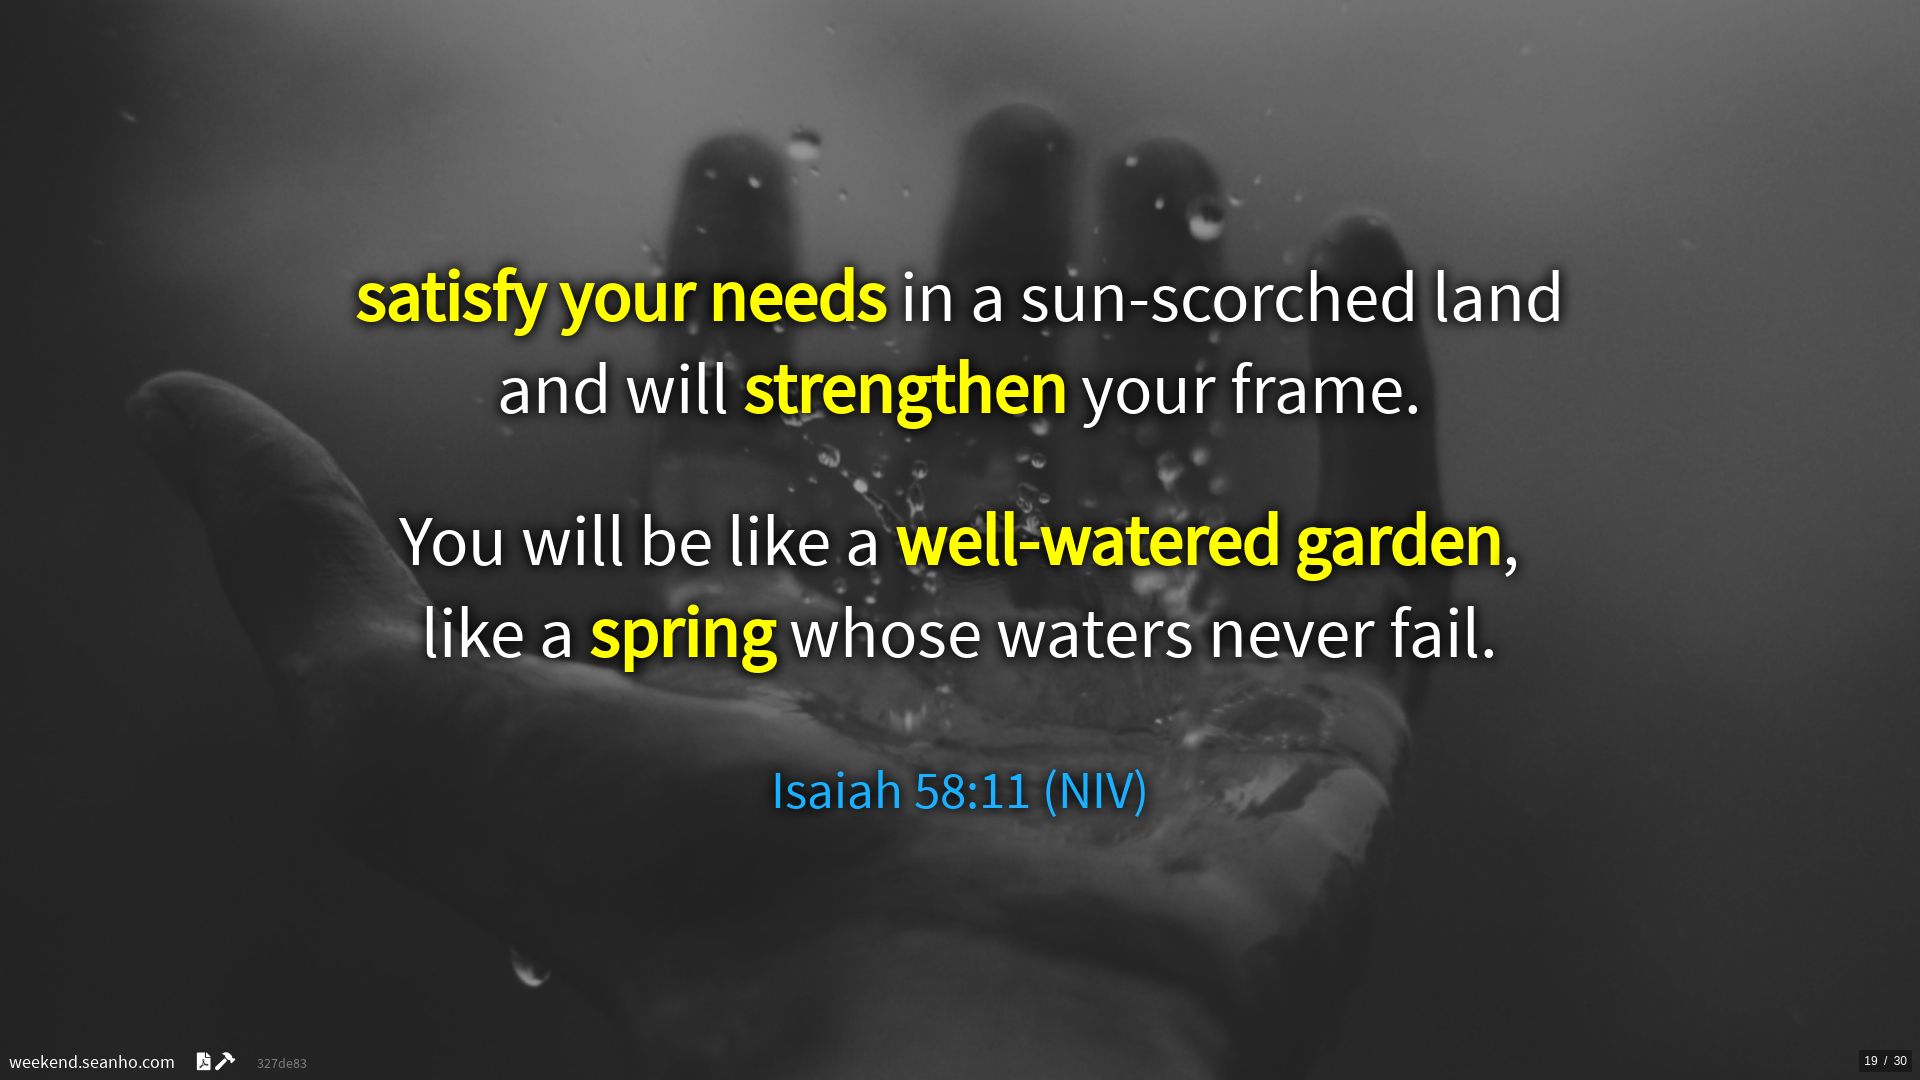 satisfy your needs in a sun-scorched land
and will strengthen your frame.
You will be like a well-watered garden,
like a spring whose waters never fail.
Isaiah 58:11 (NIV)
weekend.seanho.com 327de83
19 / 30